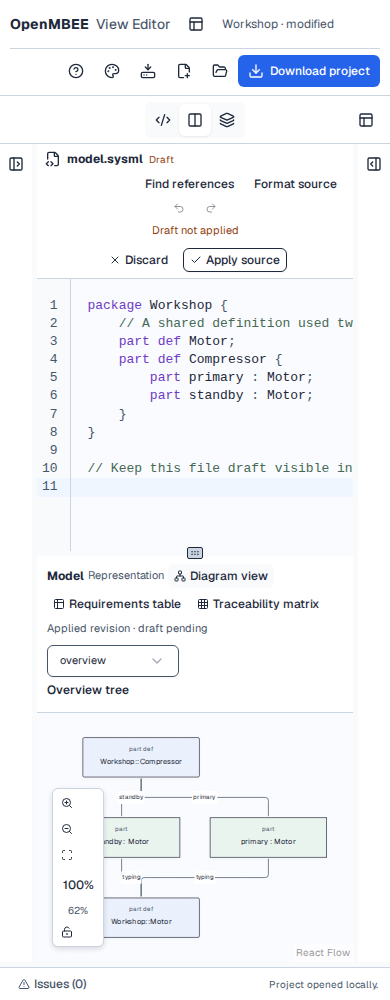 OpenMBEE View Editor Workshop · modified
Download project
model.sysml Draft
Find references Format source
Draft not applied
Discard Apply source
1 package Workshop {
2 // A shared definition used tw
3 part def Motor;
4 part def Compressor {
5 part primary : Motor;
6 part standby : Motor;
7 }
8 }
9
10 // Keep this file draft visible in
11
Model Representation Diagram view
Requirements table Traceability matrix
Applied revision · draft pending
overview
Overview tree
part def
Workshop::Compressor
standby primary
part part
ndby : Motor primary : Motor
typing typing
part def
Workshop::Motor
100%
62%
React Flow
Issues (0) Project opened locally.